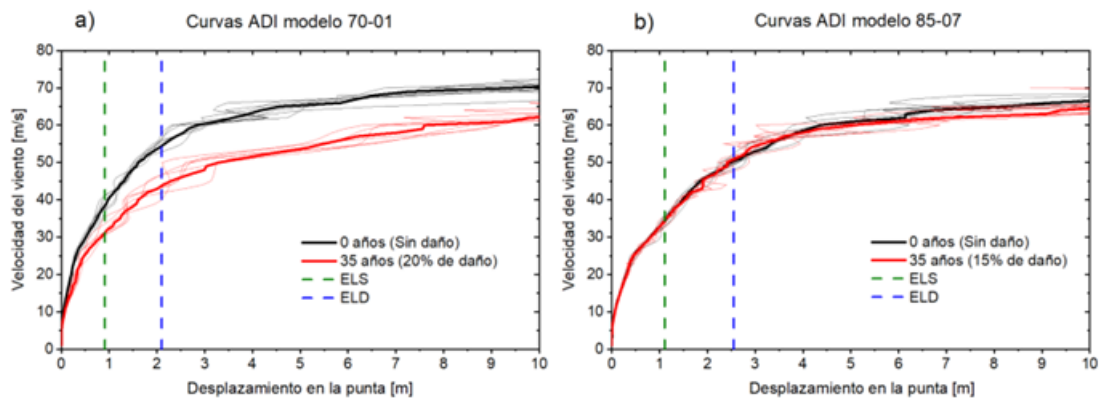 a) Curvas ADI modelo 70-01
Velocidad del viento [m/s]
80
70
60
50
40
30
20
10
0
0 años (Sin daño)
35 años (20% de daño)
ELS
ELD
0 1 2 3 4 5 6 7 8 9 10
Desplazamiento en la punta [m]
b) Curvas ADI modelo 85-07
Velocidad del viento [m/s]
80
70
60
50
40
30
20
10
0
0 años (Sin daño)
35 años (15% de daño)
ELS
ELD
0 1 2 3 4 5 6 7 8 9 10
Desplazamiento en la punta [m]